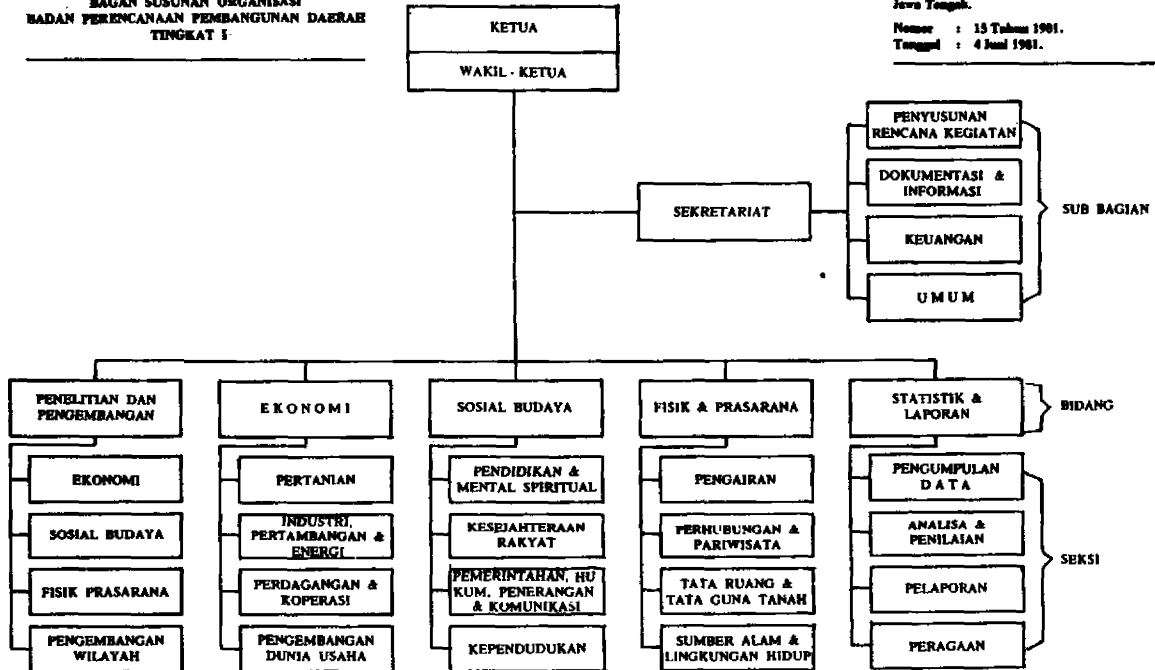 BAGAN SUSUNAN ORGANISASI
BADAN PERENCANAAN PEMBANGUNAN DAERAH
TINGKAT I
Jawa Tengah.
Nomor : 15 Tahun 1981.
Tanggal : 4 Juni 1981.
KETUA
WAKIL - KETUA
SEKRETARIAT
PENYUSUNAN
RENCANA KEGIATAN
DOKUMENTASI &
INFORMASI
KEUANGAN
UMUM
SUB BAGIAN
PENELITIAN DAN
PENGEMBANGAN
EKONOMI
SOSIAL BUDAYA
FISIK & PRASARANA
STATISTIK &
LAPORAN
BIDANG
EKONOMI
SOSIAL BUDAYA
FISIK PRASARANA
PENGEMBANGAN
WILAYAH
PERTANIAN
INDUSTRI,
PERTAMBANGAN &
ENERGI
PERDAGANGAN &
KOPERASI
PENGEMBANGAN
DUNIA USAHA
PENDIDIKAN &
MENTAL SPIRITUAL
KESEJAHTERAAN
RAKYAT
PEMERINTAHAN, HU
KUM, PENERANGAN
& KOMUNIKASI
KEPENDUDUKAN
PENGAIRAN
PERHUBUNGAN &
PARIWISATA
TATA RUANG &
TATA GUNA TANAH
SUMBER ALAM &
LINGKUNGAN HIDUP
PENGUMPULAN
DATA
ANALISA &
PENILAIAN
PELAPORAN
PERAGAAN
SEKSI